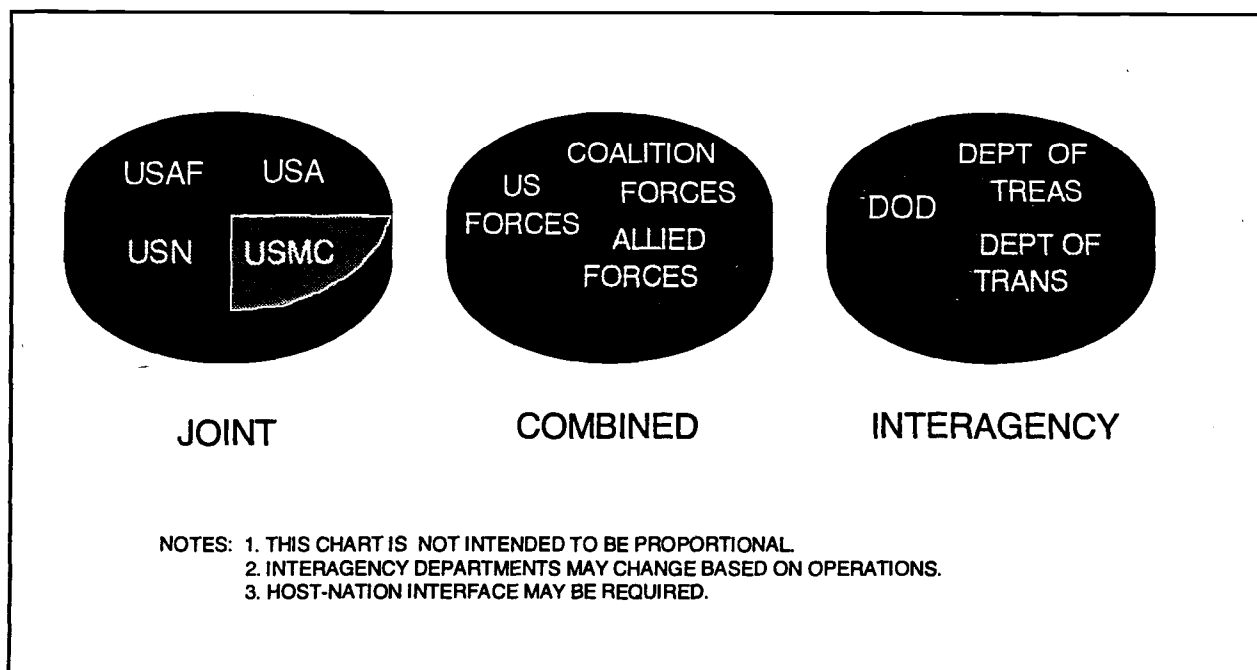 USAF USA
USN USMC
JOINT
COALITION
FORCES
US
FORCES
ALLIED
FORCES
COMBINED
DEPT OF
TREAS
DOD
DEPT OF
TRANS
INTERAGENCY
NOTES: 1. THIS CHART IS NOT INTENDED TO BE PROPORTIONAL.
2. INTERAGENCY DEPARTMENTS MAY CHANGE BASED ON OPERATIONS.
3. HOST-NATION INTERFACE MAY BE REQUIRED.